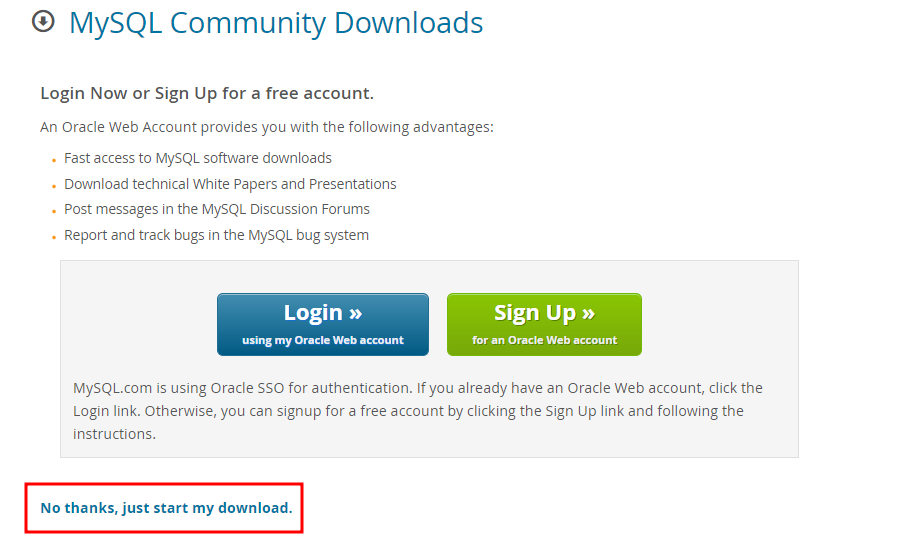 MySQL Community Downloads
Login Now or Sign Up for a free account.
An Oracle Web Account provides you with the following advantages:
Fast access to MySQL software downloads
Download technical White Papers and Presentations
Post messages in the MySQL Discussion Forums
Report and track bugs in the MySQL bug system
Login »
using my Oracle Web account
Sign Up »
for an Oracle Web account
MySQL.com is using Oracle SSO for authentication. If you already have an Oracle Web account, click the
Login link. Otherwise, you can signup for a free account by clicking the Sign Up link and following the
instructions.
No thanks, just start my download.